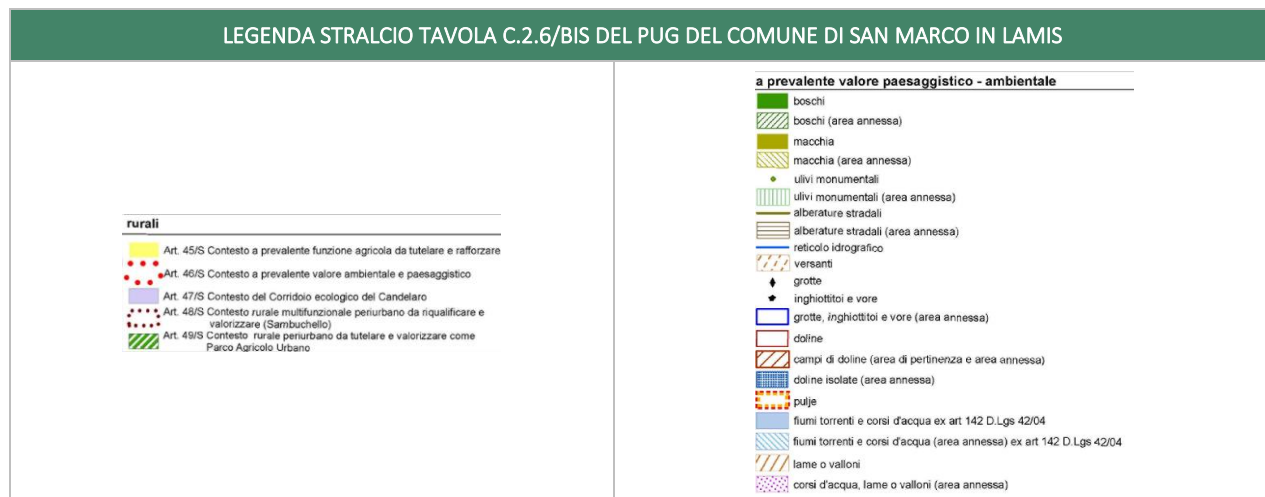 LEGENDA STRALCIO TAVOLA C.2.6/BIS DEL PUG DEL COMUNE DI SAN MARCO IN LAMIS
rurali
Art. 45/S Contesto a prevalente funzione agricola da tutelare e rafforzare
Art. 46/S Contesto a prevalente valore ambientale e paesaggistico
Art. 47/S Contesto del Corridoio ecologico del Candelaro
Art. 48/S Contesto rurale multifunzionale periurbano da riqualificare e
valorizzare (Sambuchello)
Art. 49/S Contesto rurale periurbano da tutelare e valorizzare come
Parco Agricolo Urbano
a prevalente valore paesaggistico - ambientale
boschi
boschi (area annessa)
macchia
macchia (area annessa)
ulivi monumentali
ulivi monumentali (area annessa)
alberature stradali
alberature stradali (area annessa)
reticolo idrografico
versanti
grotte
inghiottitoi e vore
grotte, inghiottitoi e vore (area annessa)
doline
campi di doline (area di pertinenza e area annessa)
doline isolate (area annessa)
pulje
fiumi torrenti e corsi d'acqua ex art 142 D.Lgs 42/04
fiumi torrenti e corsi d'acqua (area annessa) ex art 142 D.Lgs 42/04
lame o valloni
corsi d'acqua, lame o valloni (area annessa)